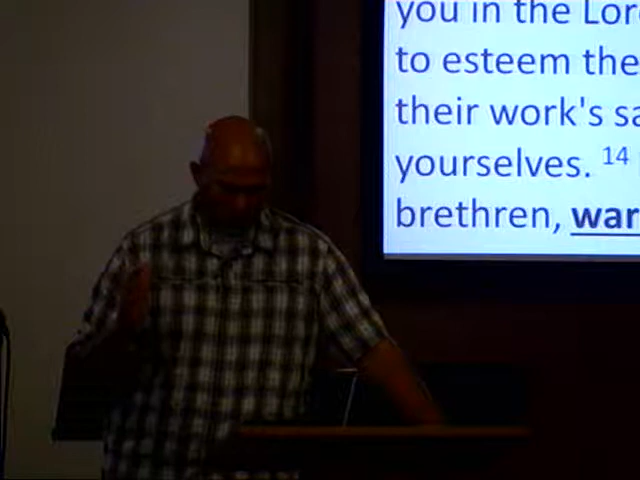 you in the Lor
to esteem the
their work's sa
yourselves. 14
brethren, war